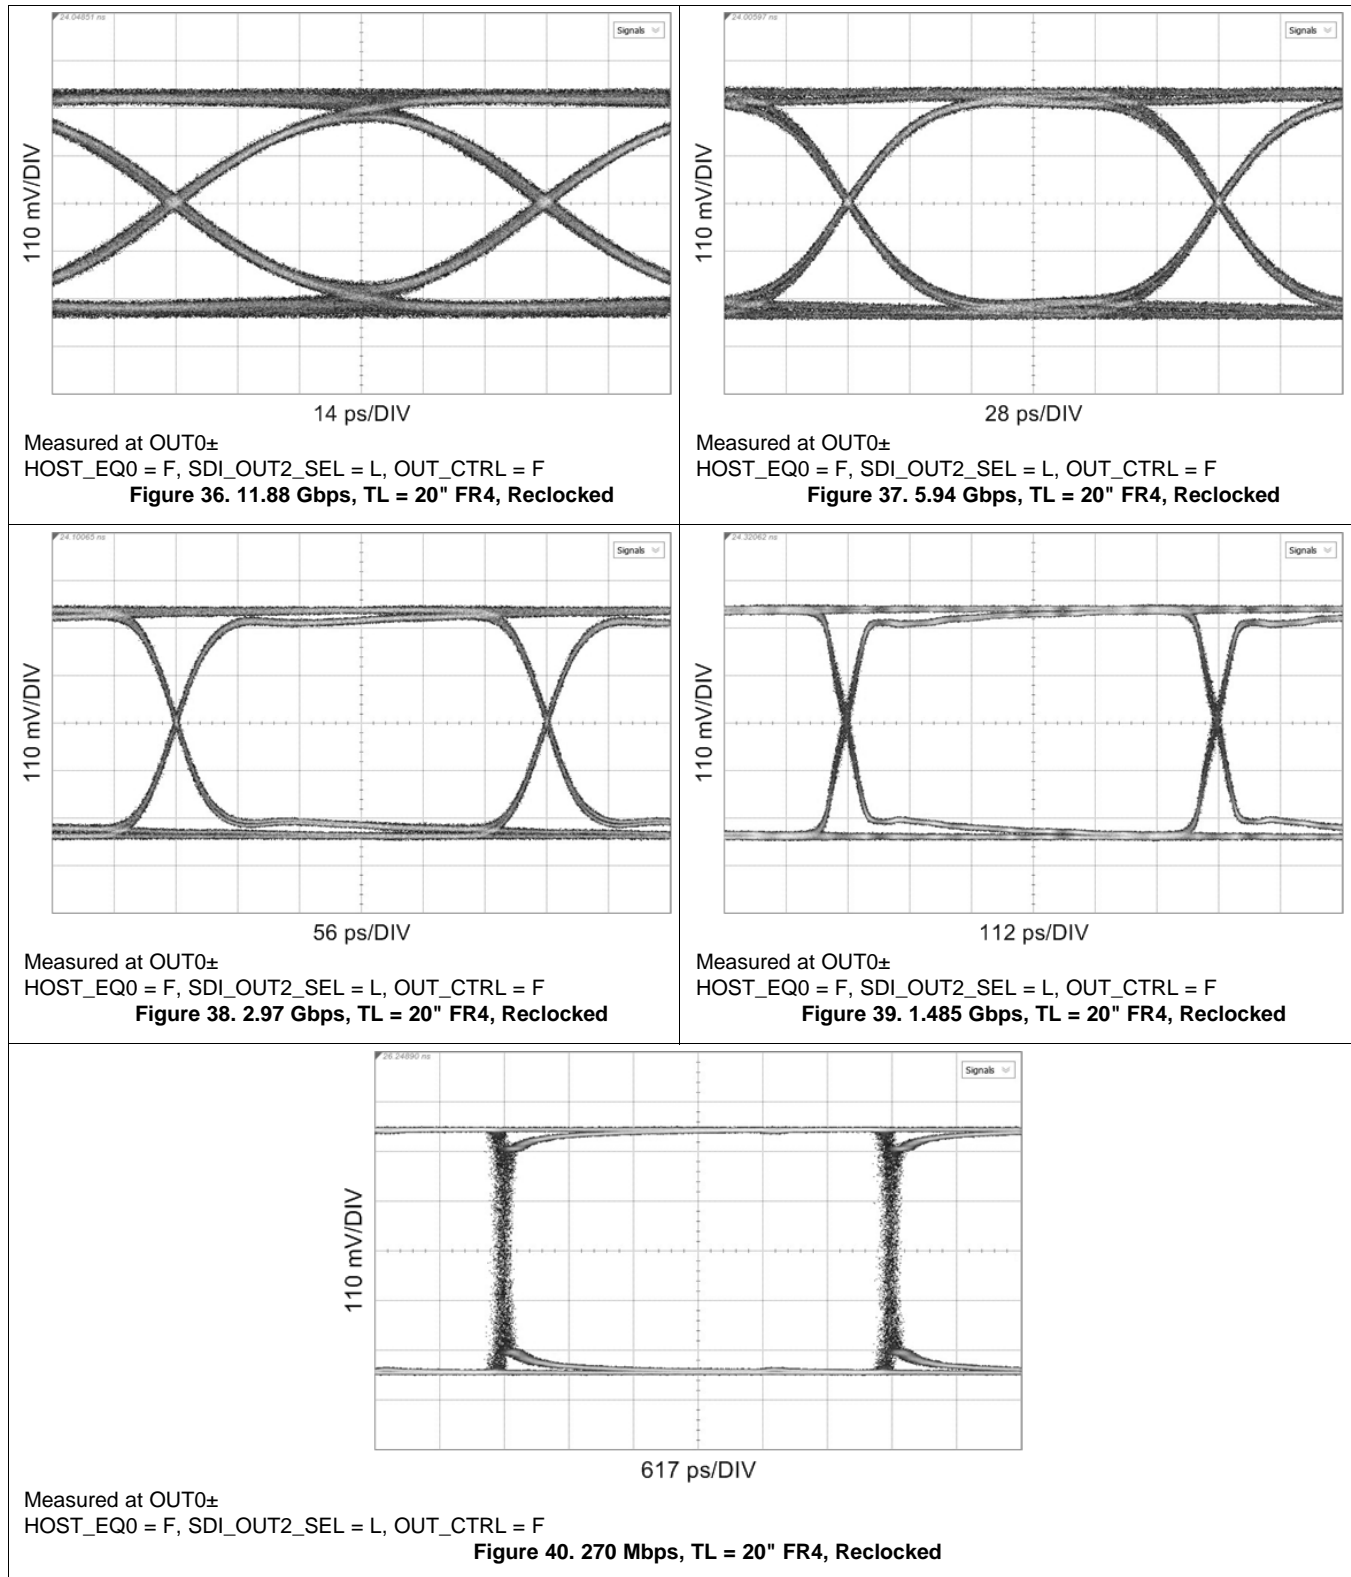 24.04851 ns
Signals
110 mV/DIV
14 ps/DIV
Measured at OUT0±
HOST_EQ0 = F, SDI_OUT2_SEL = L, OUT_CTRL = F
Figure 36. 11.88 Gbps, TL = 20" FR4, Reclocked
24.00597 ns
Signals
110 mV/DIV
28 ps/DIV
Measured at OUT0±
HOST_EQ0 = F, SDI_OUT2_SEL = L, OUT_CTRL = F
Figure 37. 5.94 Gbps, TL = 20" FR4, Reclocked
24.10065 ns
Signals
110 mV/DIV
56 ps/DIV
Measured at OUT0±
HOST_EQ0 = F, SDI_OUT2_SEL = L, OUT_CTRL = F
Figure 38. 2.97 Gbps, TL = 20" FR4, Reclocked
24.32062 ns
Signals
110 mV/DIV
112 ps/DIV
Measured at OUT0±
HOST_EQ0 = F, SDI_OUT2_SEL = L, OUT_CTRL = F
Figure 39. 1.485 Gbps, TL = 20" FR4, Reclocked
26.24890 ns
Signals
110 mV/DIV
617 ps/DIV
Measured at OUT0±
HOST_EQ0 = F, SDI_OUT2_SEL = L, OUT_CTRL = F
Figure 40. 270 Mbps, TL = 20" FR4, Reclocked